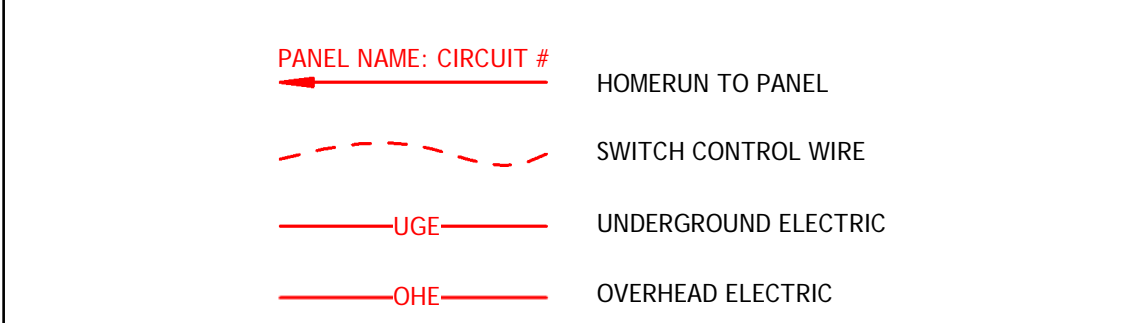 PANEL NAME: CIRCUIT #
HOMERUN TO PANEL
SWITCH CONTROL WIRE
UGE UNDERGROUND ELECTRIC
OHE OVERHEAD ELECTRIC